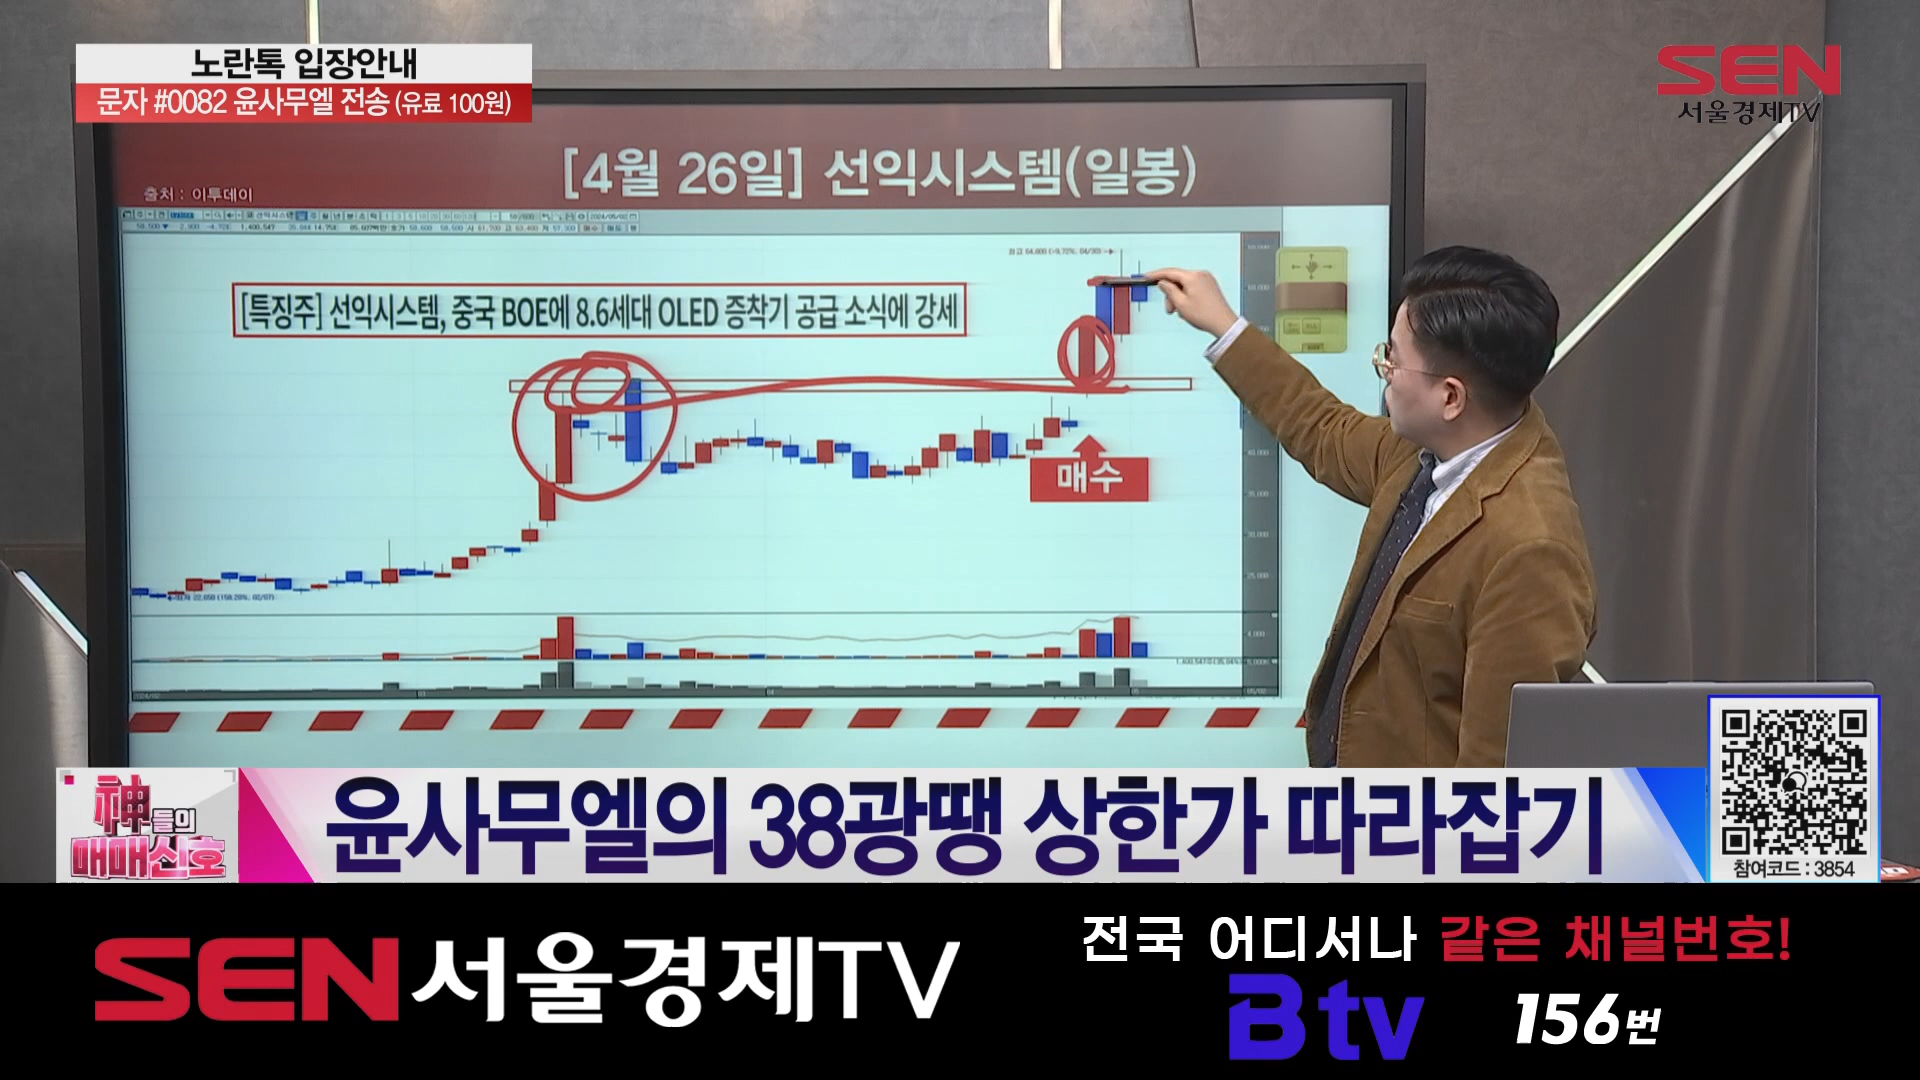 노란톡 입장안내
문자 #0082 윤사무엘 전송 (유료 100원)
SEN
서울경제TV
[4월 26일] 선익시스템(일봉)
출처 : 이투데이
[특징주] 선익시스템, 중국 BOE에 8.6세대 OLED 증착기 공급 소식에 강세
매수
神들의
매매신호
윤사무엘의 38광땡 상한가 따라잡기
참여코드 : 3854
SEN 서울경제TV
전국 어디서나 같은 채널번호!
B tv 156번